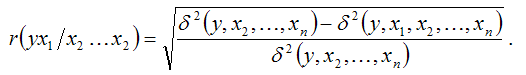 r(yx₁/x₂ …x₂) = √((δ²(y, x₂,…, xₙ) − δ²(y, x₁, x₂,…, xₙ)) / (δ²(y, x₂,…, xₙ))) .